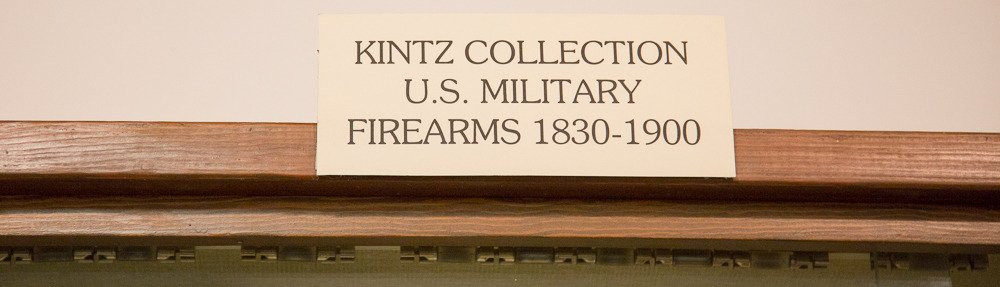 KINTZ COLLECTION
U.S. MILITARY
FIREARMS 1830-1900